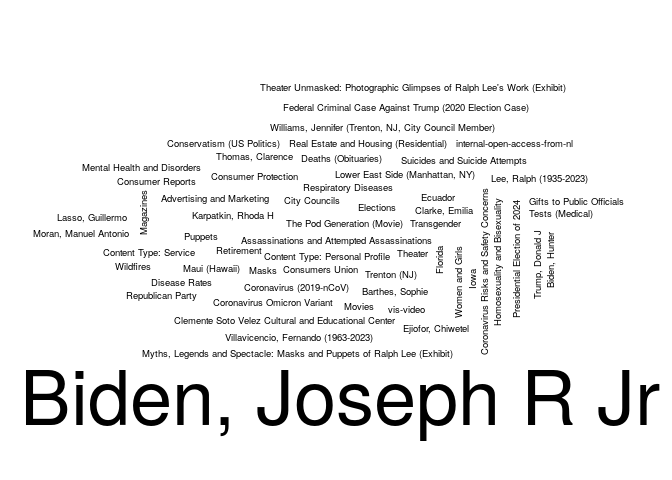 Theater Unmasked: Photographic Glimpses of Ralph Lee's Work (Exhibit)
Federal Criminal Case Against Trump (2020 Election Case)
Williams, Jennifer (Trenton, NJ, City Council Member)
Conservatism (US Politics)
Real Estate and Housing (Residential)
internal-open-access-from-nl
Thomas, Clarence
Deaths (Obituaries)
Suicides and Suicide Attempts
Mental Health and Disorders
Consumer Protection
Lower East Side (Manhattan, NY)
Lee, Ralph (1935-2023)
Consumer Reports
Respiratory Diseases
Magazines
Advertising and Marketing
City Councils
Ecuador
Gifts to Public Officials
Elections
Clarke, Emilia
Tests (Medical)
Lasso, Guillermo
Karpatkin, Rhoda H
The Pod Generation (Movie)
Transgender
Moran, Manuel Antonio
Puppets
Assassinations and Attempted Assassinations
Content Type: Service
Retirement
Content Type: Personal Profile
Theater
Florida
Women and Girls
Iowa
Coronavirus Risks and Safety Concerns
Homosexuality and Bisexuality
Presidential Election of 2024
Trump, Donald J
Biden, Hunter
Wildfires
Maui (Hawaii)
Masks
Consumers Union
Trenton (NJ)
Disease Rates
Coronavirus (2019-nCoV)
Barthes, Sophie
Republican Party
Coronavirus Omicron Variant
Movies
vis-video
Clemente Soto Velez Cultural and Educational Center
Ejiofor, Chiwetel
Villavicencio, Fernando (1963-2023)
Myths, Legends and Spectacle: Masks and Puppets of Ralph Lee (Exhibit)
Biden, Joseph R Jr